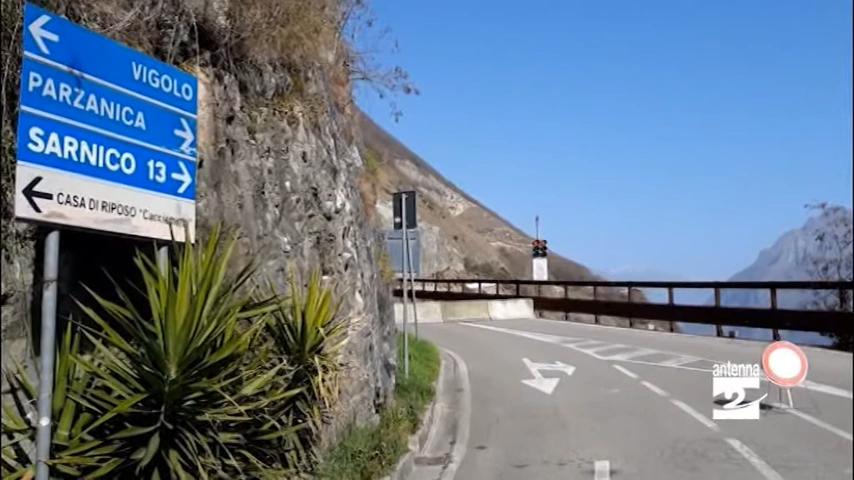 VIGOLO
PARZANICA
SARNICO 13
CASA DI RIPOSO
antenna
2